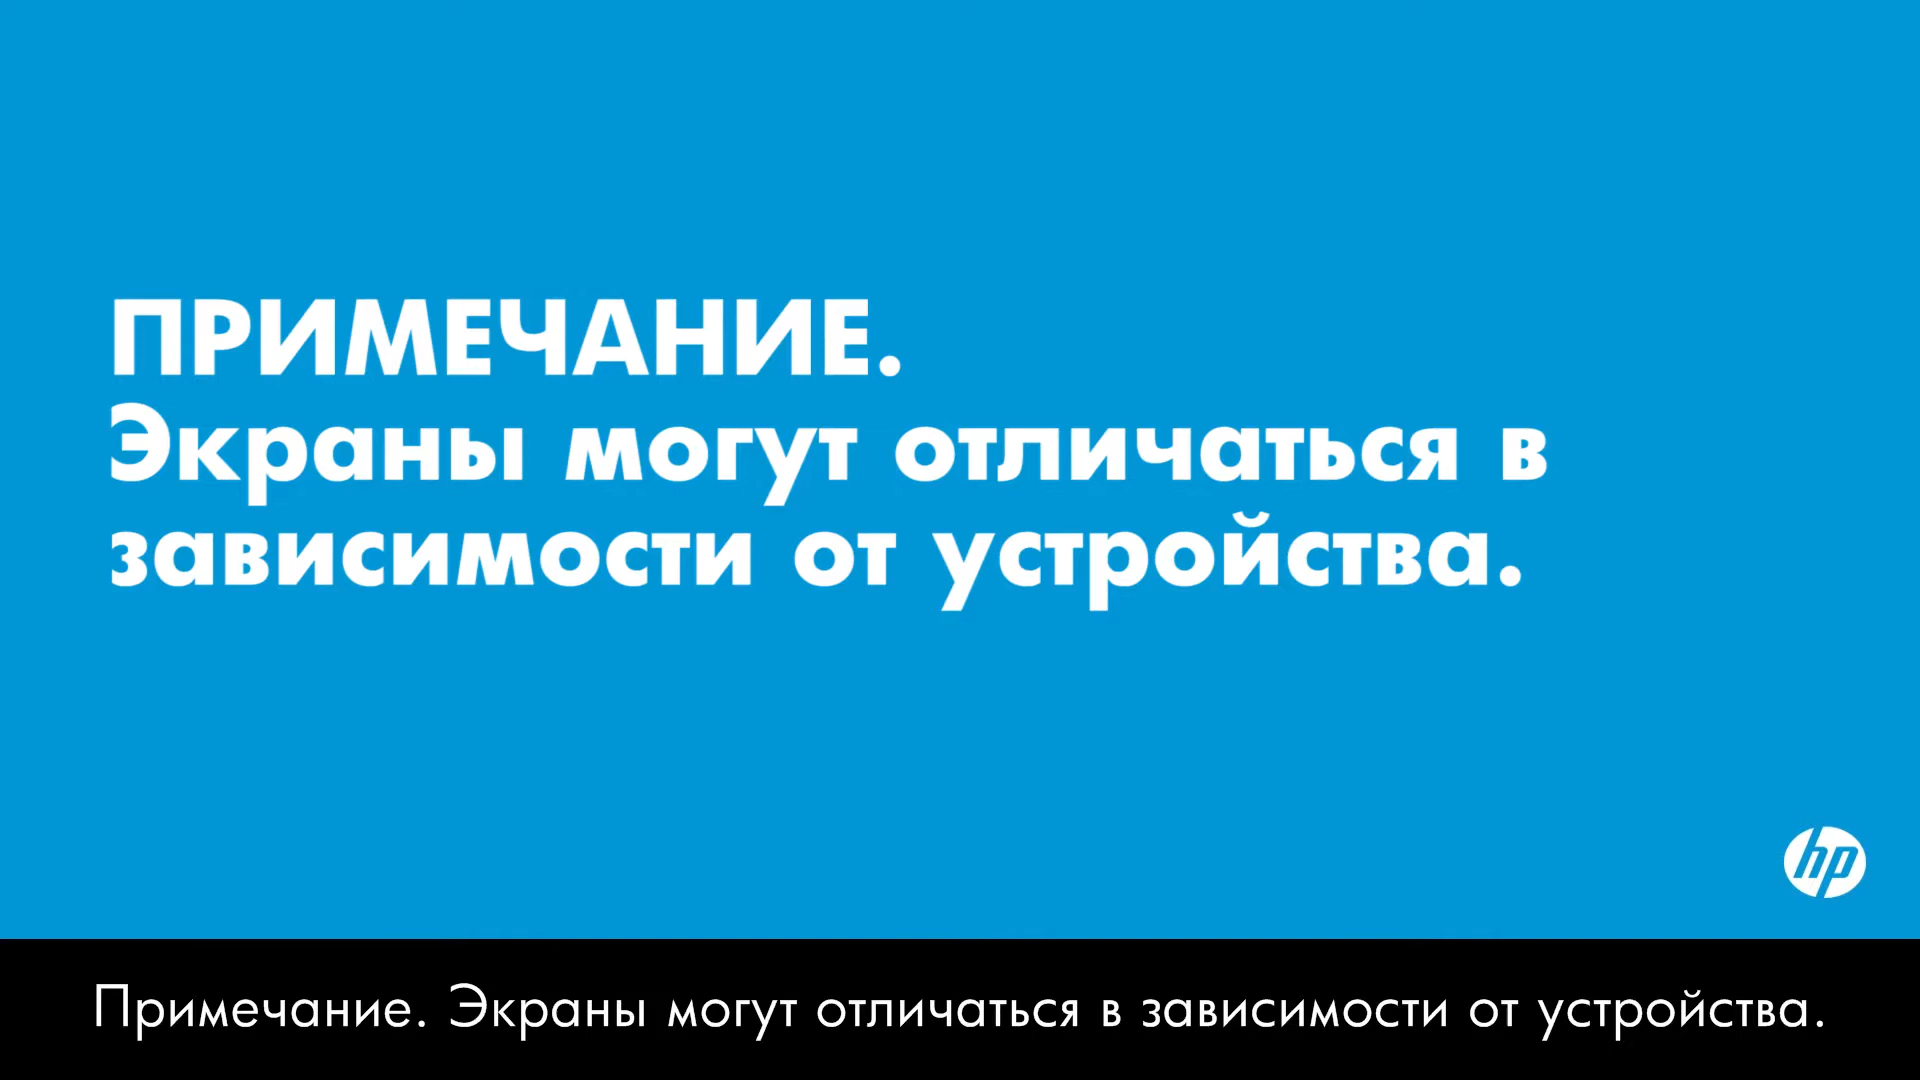 ПРИМЕЧАНИЕ.
Экраны могут отличаться в
зависимости от устройства.
hp
Примечание. Экраны могут отличаться в зависимости от устройства.